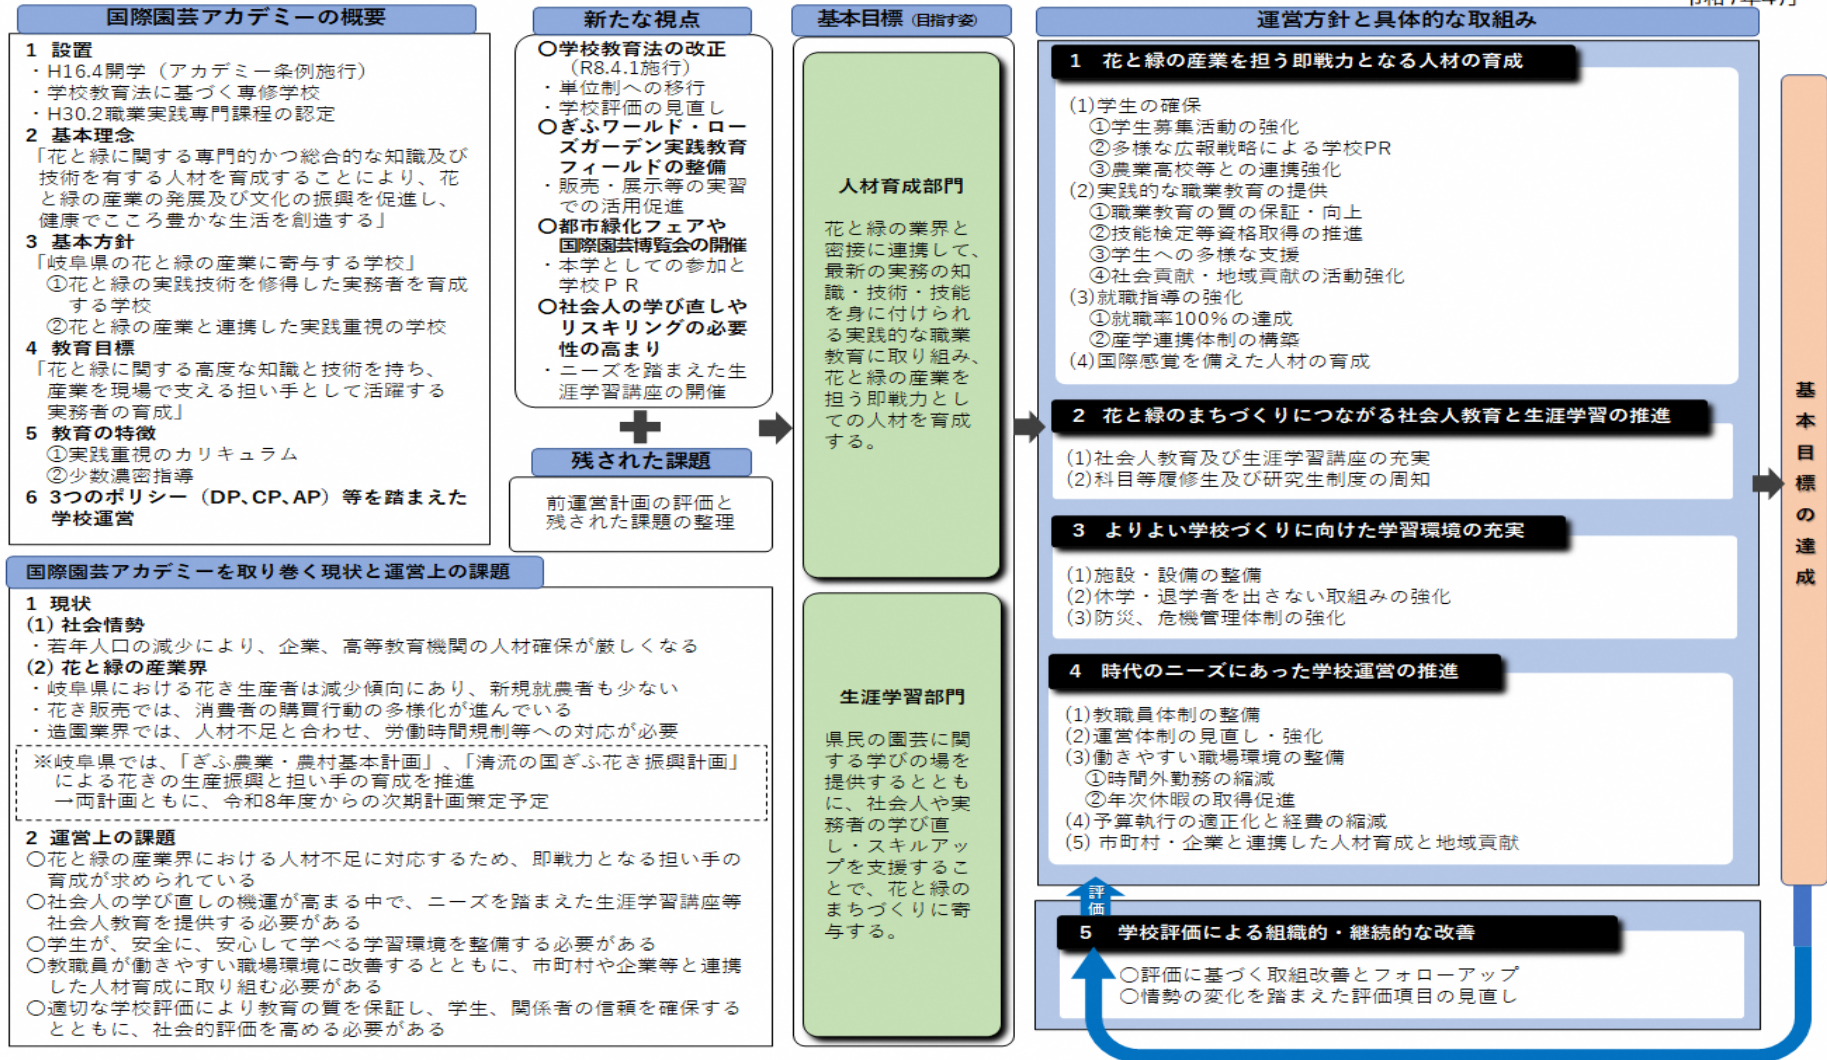 国際園芸アカデミーの概要
1 設置
・H16.4開学（アカデミー条例施行）
・学校教育法に基づく専修学校
・H30.2職業実践専門課程の認定
2 基本理念
「花と緑に関する専門的かつ総合的な知識及び
技術を有する人材を育成することにより、花
と緑の産業の発展及び文化の振興を促進し、
健康でこころ豊かな生活を創造する」
3 基本方針
「岐阜県の花と緑の産業に寄与する学校」
①花と緑の実践技術を修得した実務者を育成
する学校
②花と緑の産業と連携した実践重視の学校
4 教育目標
「花と緑に関する高度な知識と技術を持ち、
産業を現場で支える担い手として活躍する
実務者の育成」
5 教育の特徴
①実践重視のカリキュラム
②少数濃密指導
6 3つのポリシー（DP、CP、AP）等を踏まえた
学校運営
国際園芸アカデミーを取り巻く現状と運営上の課題
1 現状
(1) 社会情勢
・若年人口の減少により、企業、高等教育機関の人材確保が厳しくなる
(2) 花と緑の産業界
・岐阜県における花き生産者は減少傾向にあり、新規就農者も少ない
・花き販売では、消費者の購買行動の多様化が進んでいる
・造園業界では、人材不足と合わせ、労働時間規制等への対応が必要
※岐阜県では、「ぎふ農業・農村基本計画」、「清流の国ぎふ花き振興計画」
による花きの生産振興と担い手の育成を推進
→両計画ともに、令和8年度からの次期計画策定予定
2 運営上の課題
〇花と緑の産業界における人材不足に対応するため、即戦力となる担い手の
育成が求められている
〇社会人の学び直しの機運が高まる中で、ニーズを踏まえた生涯学習講座等
社会人教育を提供する必要がある
〇学生が、安全に、安心して学べる学習環境を整備する必要がある
〇教職員が働きやすい職場環境に改善するとともに、市町村や企業等と連携
した人材育成に取り組む必要がある
〇適切な学校評価により教育の質を保証し、学生、関係者の信頼を確保する
とともに、社会的評価を高める必要がある
新たな視点
〇学校教育法の改正
（R8.4.1施行）
・単位制への移行
・学校評価の見直し
〇ぎふワールド・ロー
ズガーデン実践教育
フィールドの整備
・販売・展示等の実習
での活用促進
〇都市緑化フェアや
国際園芸博覧会の開催
・本学としての参加と
学校ＰＲ
〇社会人の学び直しや
リスキリングの必要
性の高まり
・ニーズを踏まえた生
涯学習講座の開催
残された課題
前運営計画の評価と
残された課題の整理
基本目標（目指す姿）
人材育成部門
花と緑の業界と
密接に連携して、
最新の実務の知
識・技術・技能
を身に付けられ
る実践的な職業
教育に取り組み、
花と緑の産業を
担う即戦力とし
ての人材を育成
する。
生涯学習部門
県民の園芸に関
する学びの場を
提供するととも
に、社会人や実
務者の学び直
し・スキルアッ
プを支援するこ
とで、花と緑の
まちづくりに寄
与する。
運営方針と具体的な取組み
1 花と緑の産業を担う即戦力となる人材の育成
(1)学生の確保
①学生募集活動の強化
②多様な広報戦略による学校PR
③農業高校等との連携強化
(2)実践的な職業教育の提供
①職業教育の質の保証・向上
②技能検定等資格取得の推進
③学生への多様な支援
④社会貢献・地域貢献の活動強化
(3)就職指導の強化
①就職率100%の達成
②産学連携体制の構築
(4)国際感覚を備えた人材の育成
2 花と緑のまちづくりにつながる社会人教育と生涯学習の推進
(1)社会人教育及び生涯学習講座の充実
(2)科目等履修生及び研究生制度の周知
3 よりよい学校づくりに向けた学習環境の充実
(1)施設・設備の整備
(2)休学・退学者を出さない取組みの強化
(3)防災、危機管理体制の強化
4 時代のニーズにあった学校運営の推進
(1)教職員体制の整備
(2)運営体制の見直し・強化
(3)働きやすい職場環境の整備
①時間外勤務の縮減
②年次休暇の取得促進
(4)予算執行の適正化と経費の縮減
(5) 市町村・企業と連携した人材育成と地域貢献
評価
5 学校評価による組織的・継続的な改善
〇評価に基づく取組改善とフォローアップ
〇情勢の変化を踏まえた評価項目の見直し
基本目標の達成